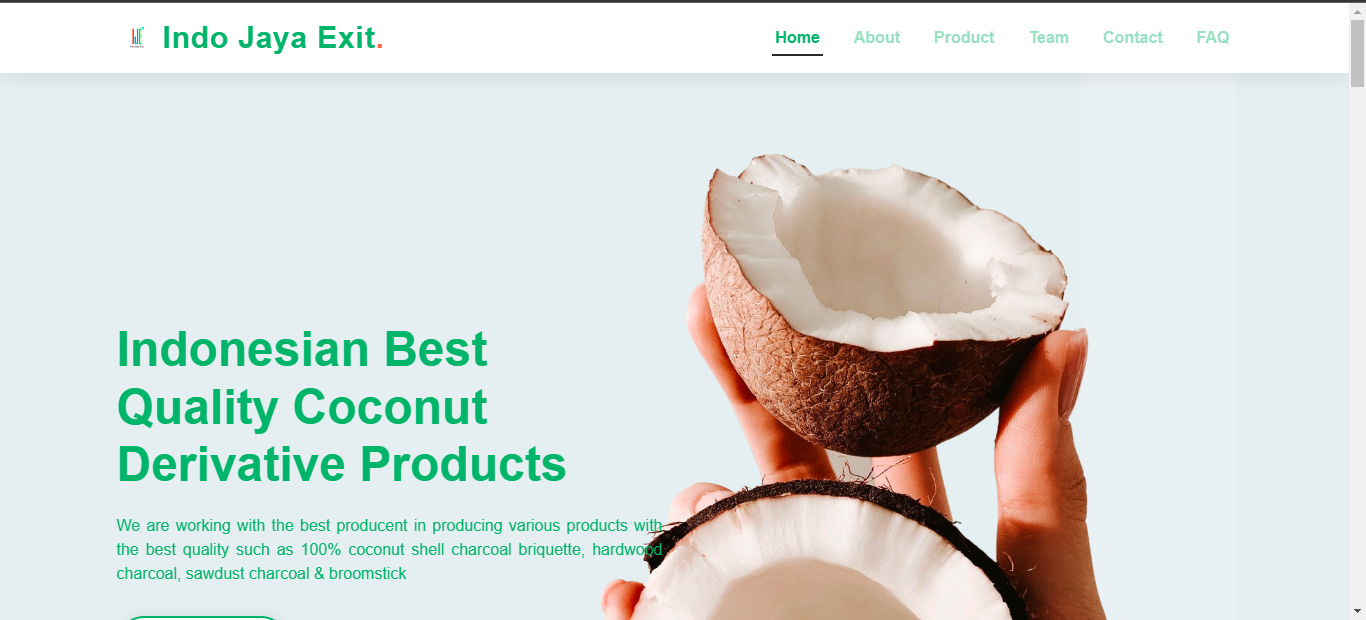 Indo Jaya Exit.
Home About Product Team Contact FAQ
Indonesian Best
Quality Coconut
Derivative Products
We are working with the best producent in producing various products with
the best quality such as 100% coconut shell charcoal briquette, hardwood
charcoal, sawdust charcoal & broomstick